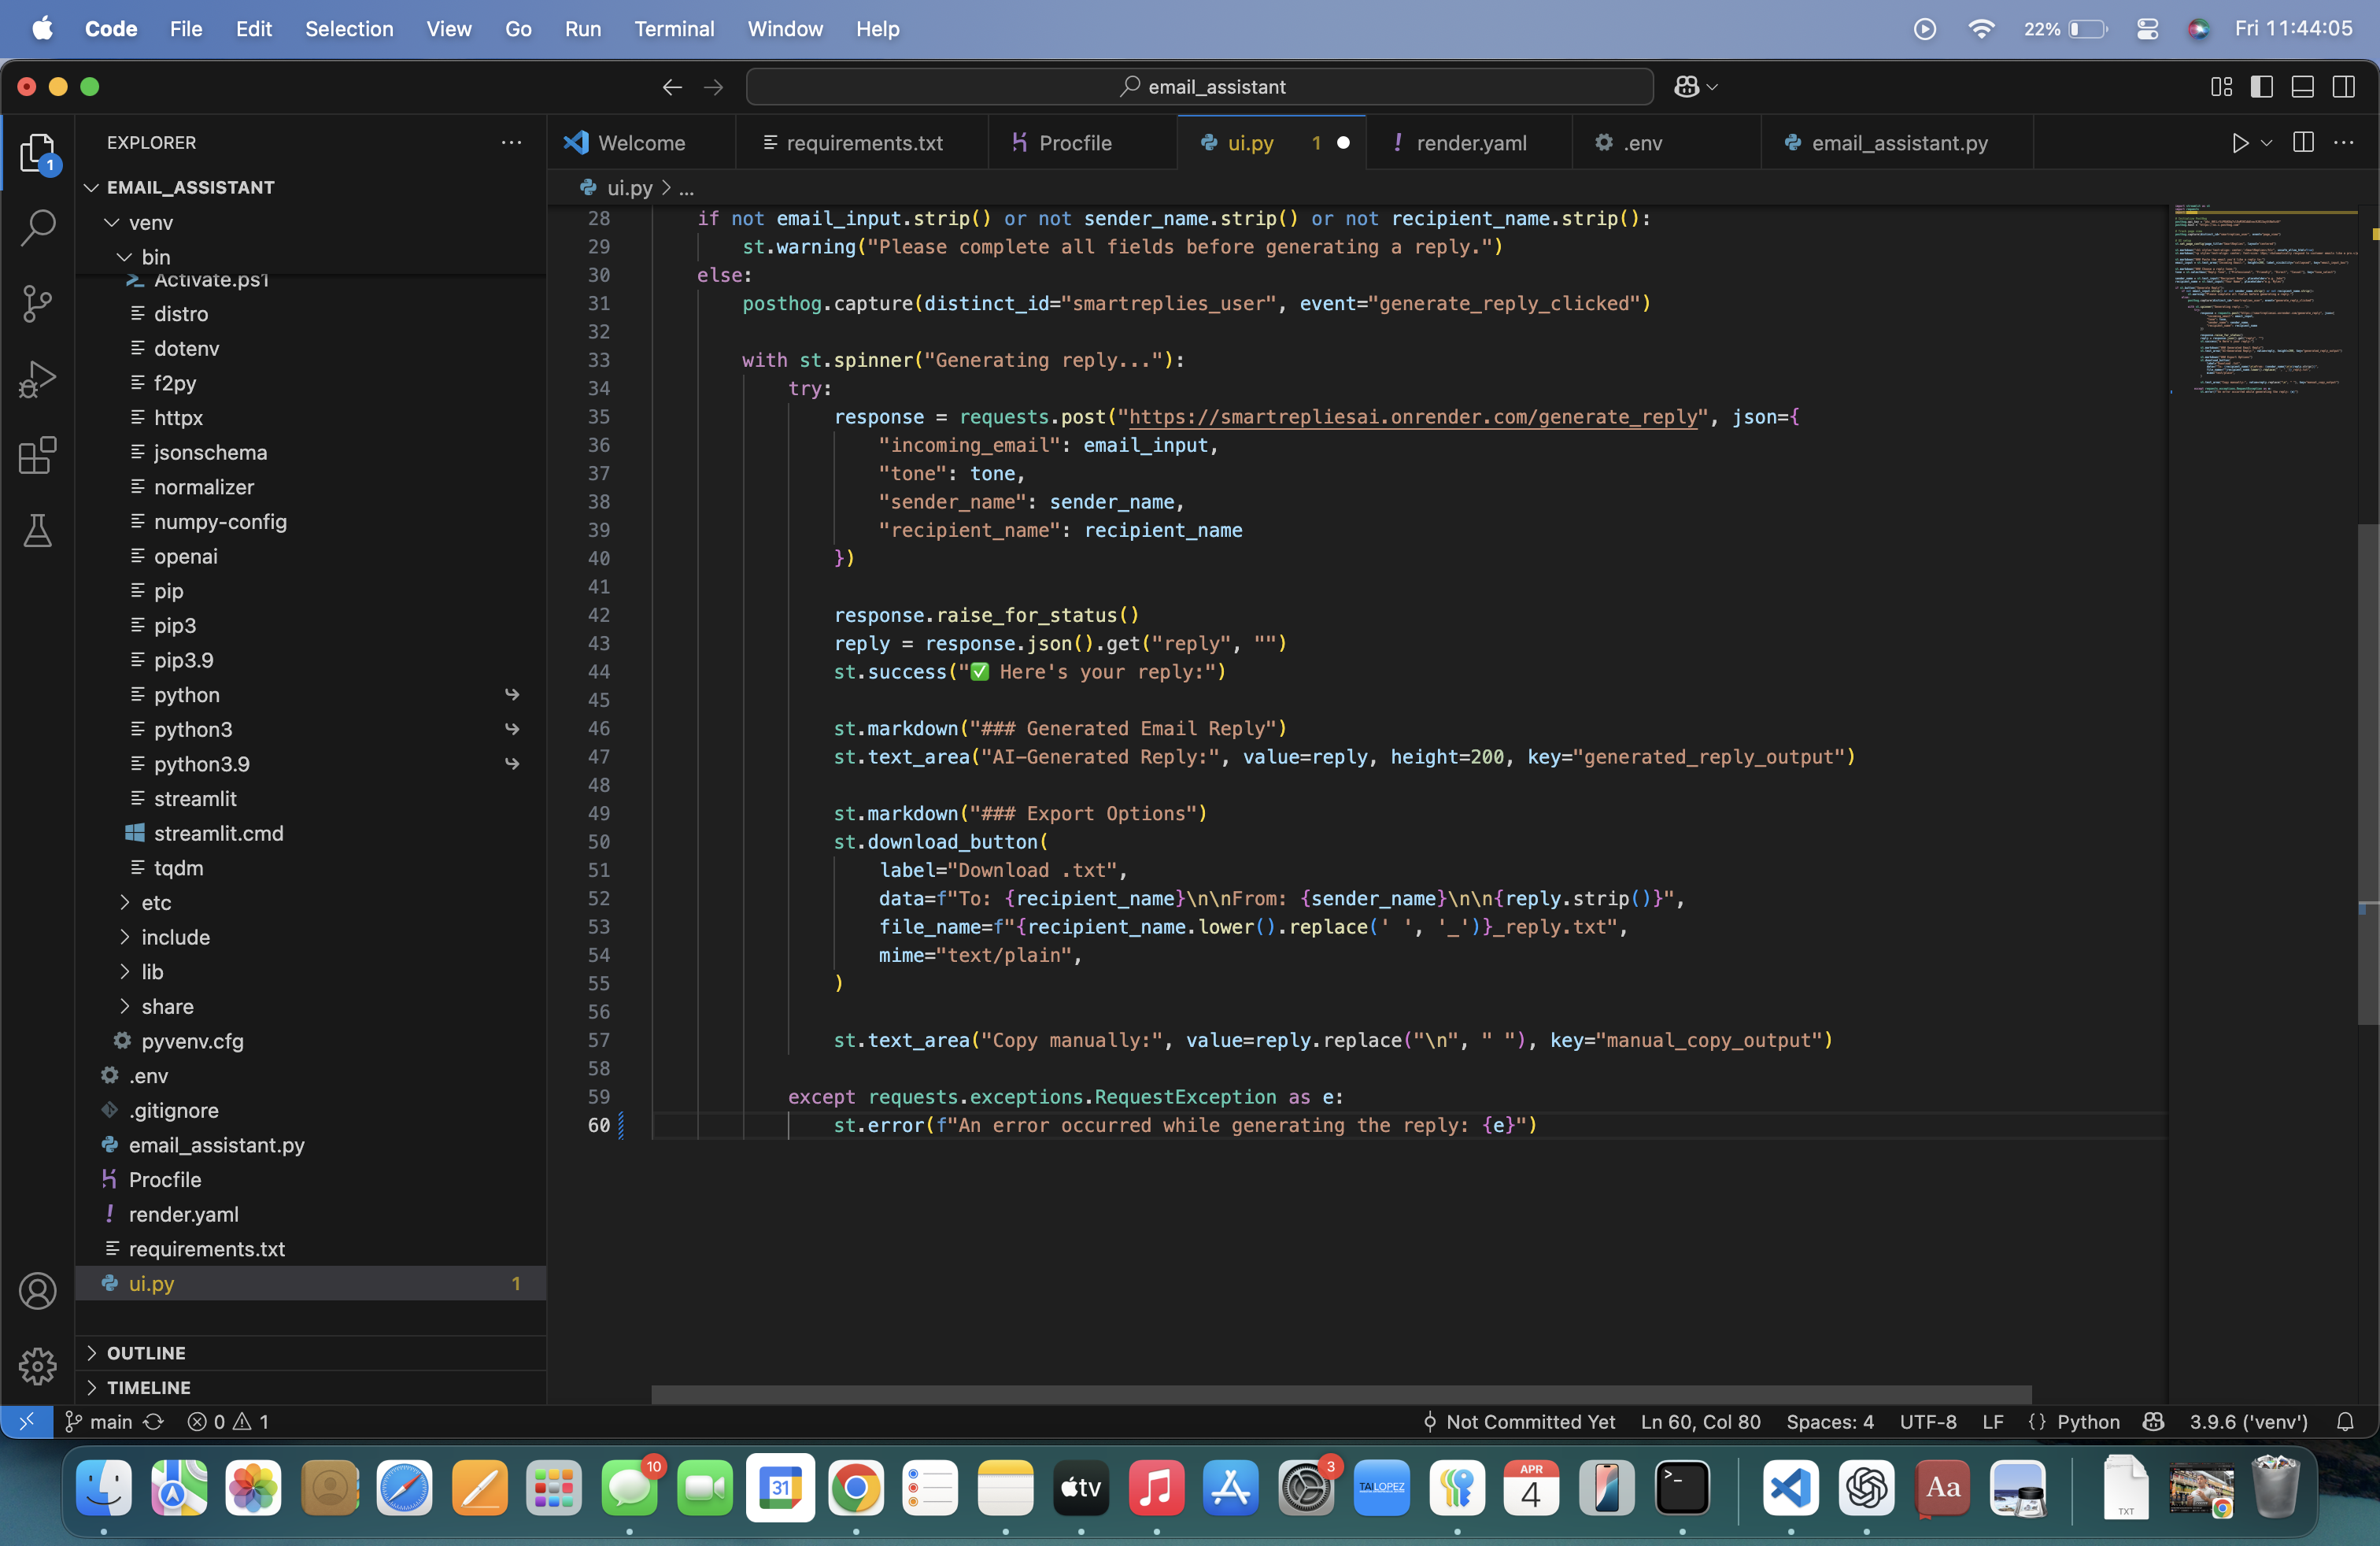 Code File Edit Selection View Go Run Terminal Window Help 22% Fri 11:44:05
email_assistant
EXPLORER
EMAIL_ASSISTANT
venv
bin
Activate.ps1
distro
dotenv
f2py
httpx
jsonschema
normalizer
numpy-config
openai
pip
pip3
pip3.9
python
python3
python3.9
streamlit
streamlit.cmd
tqdm
etc
include
lib
share
pyvenv.cfg
.env
.gitignore
email_assistant.py
Procfile
render.yaml
requirements.txt
ui.py 1
OUTLINE
TIMELINE
1
Welcome requirements.txt Procfile ui.py 1 render.yaml .env email_assistant.py
ui.py > ...
28 if not email_input.strip() or not sender_name.strip() or not recipient_name.strip():
29 st.warning("Please complete all fields before generating a reply.")
30 else:
31 posthog.capture(distinct_id="smartreplies_user", event="generate_reply_clicked")
32
33 with st.spinner("Generating reply..."):
34 try:
35 response = requests.post("https://smartrepliesai.onrender.com/generate_reply", json={
36 "incoming_email": email_input,
37 "tone": tone,
38 "sender_name": sender_name,
39 "recipient_name": recipient_name
40 })
41
42 response.raise_for_status()
43 reply = response.json().get("reply", "")
44 st.success("✅ Here's your reply:")
45
46 st.markdown("### Generated Email Reply")
47 st.text_area("AI-Generated Reply:", value=reply, height=200, key="generated_reply_output")
48
49 st.markdown("### Export Options")
50 st.download_button(
51 label="Download .txt",
52 data=f"To: {recipient_name}\n\nFrom: {sender_name}\n\n{reply.strip()}",
53 file_name=f"{recipient_name.lower().replace(' ', '_')}_reply.txt",
54 mime="text/plain",
55 )
56
57 st.text_area("Copy manually:", value=reply.replace("\n", " "), key="manual_copy_output")
58
59 except requests.exceptions.RequestException as e:
60 st.error(f"An error occurred while generating the reply: {e}")
main 0 1 Not Committed Yet Ln 60, Col 80 Spaces: 4 UTF-8 LF {} Python 3.9.6 ('venv')
31 10 tv 3 TAILOPEZ APR 4 >_ Aa TXT